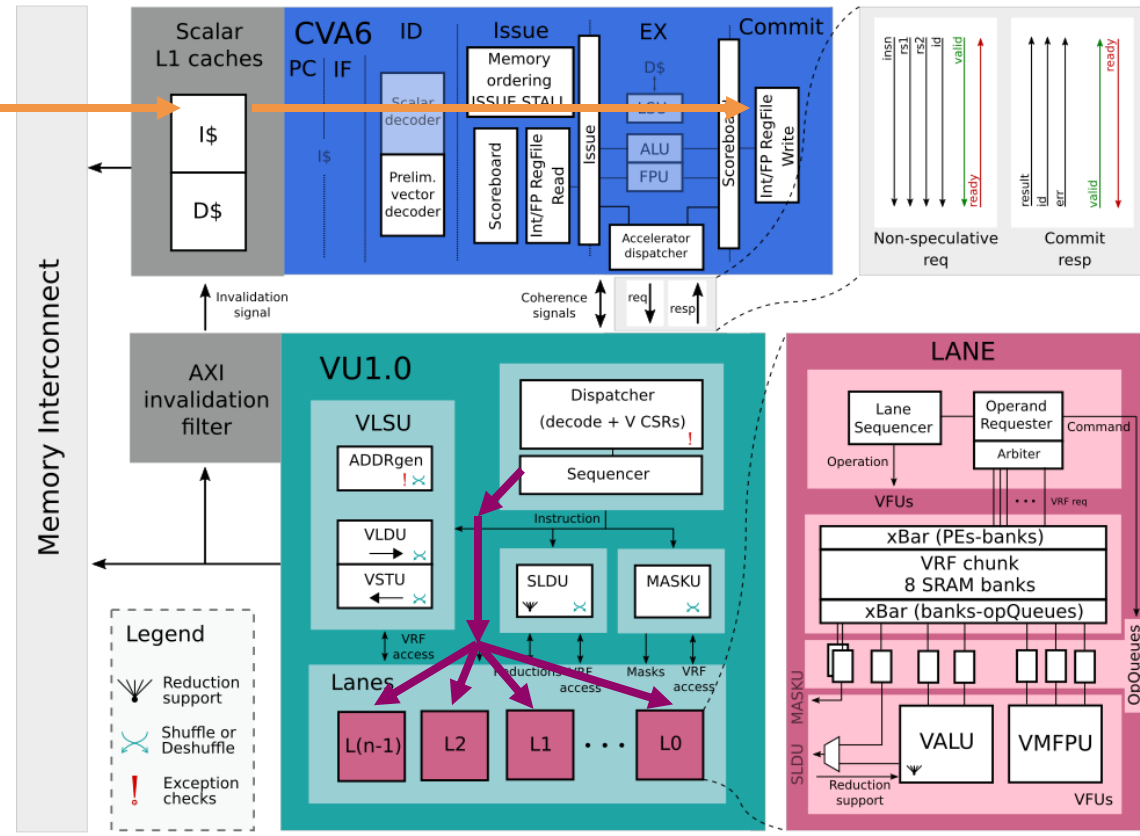 Memory Interconnect
Scalar
L1 caches
I$
D$
CVA6
ID
Issue
EX
Commit
PC
IF
I$
Scalar
decoder
Prelim.
vector
decoder
Memory
ordering
ISSUE STALL
Scoreboard
Int/FP RegFile
Read
Issue
D$
LSU
ALU
FPU
Accelerator
dispatcher
Scoreboard
Int/FP RegFile
Write
insn
rs1
rs2
id
valid
ready
Non-speculative
req
result
id
err
valid
ready
Commit
resp
Invalidation
signal
Coherence
signals
req
resp
AXI
invalidation
filter
VU1.0
Dispatcher
(decode + V CSRs)
!
Sequencer
VLSU
ADDRgen
!
VLDU
VSTU
Instruction
SLDU
MASKU
VRF
access
Reductions
VRF
access
Masks
VRF
access
Lanes
L(n-1)
L2
L1
• • •
L0
Legend
Reduction
support
Shuffle or
Deshuffle
!
Exception
checks
LANE
Lane
Sequencer
Operand
Requester
Arbiter
Command
Operation
VFUs
• • •
VRF req
xBar (PEs-banks)
VRF chunk
8 SRAM banks
xBar (banks-opQueues)
OpQueues
MASKU
SLDU
VALU
VMFPU
Reduction
support
VFUs